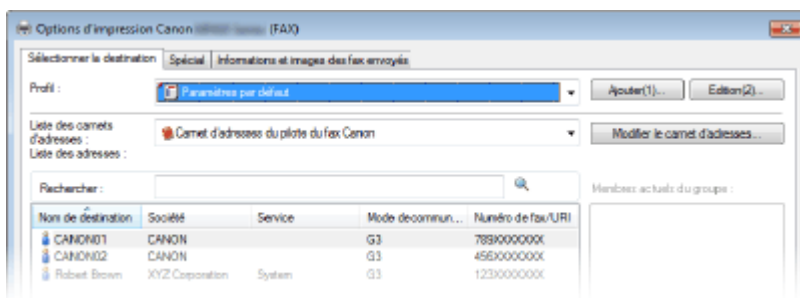 Options d'impression Canon (FAX)
Sélectionner la destination Spécial Informations et images des fax envoyés
Profil : Paramètres par défaut Ajouter(1)... Edition(2)...
Liste des carnets d'adresses : Carnet d'adresses du pilote du fax Canon Modifier le carnet d'adresses...
Liste des adresses :
Rechercher : Membres actuels du groupe :
Nom de destination Société Service Mode decommun... Numéro de fax/URI
CANON01 CANON G3 789XXXXXXX
CANON02 CANON G3 456XXXXXXX
Robert Brown XYZ Corporation System G3 123XXXXXXX